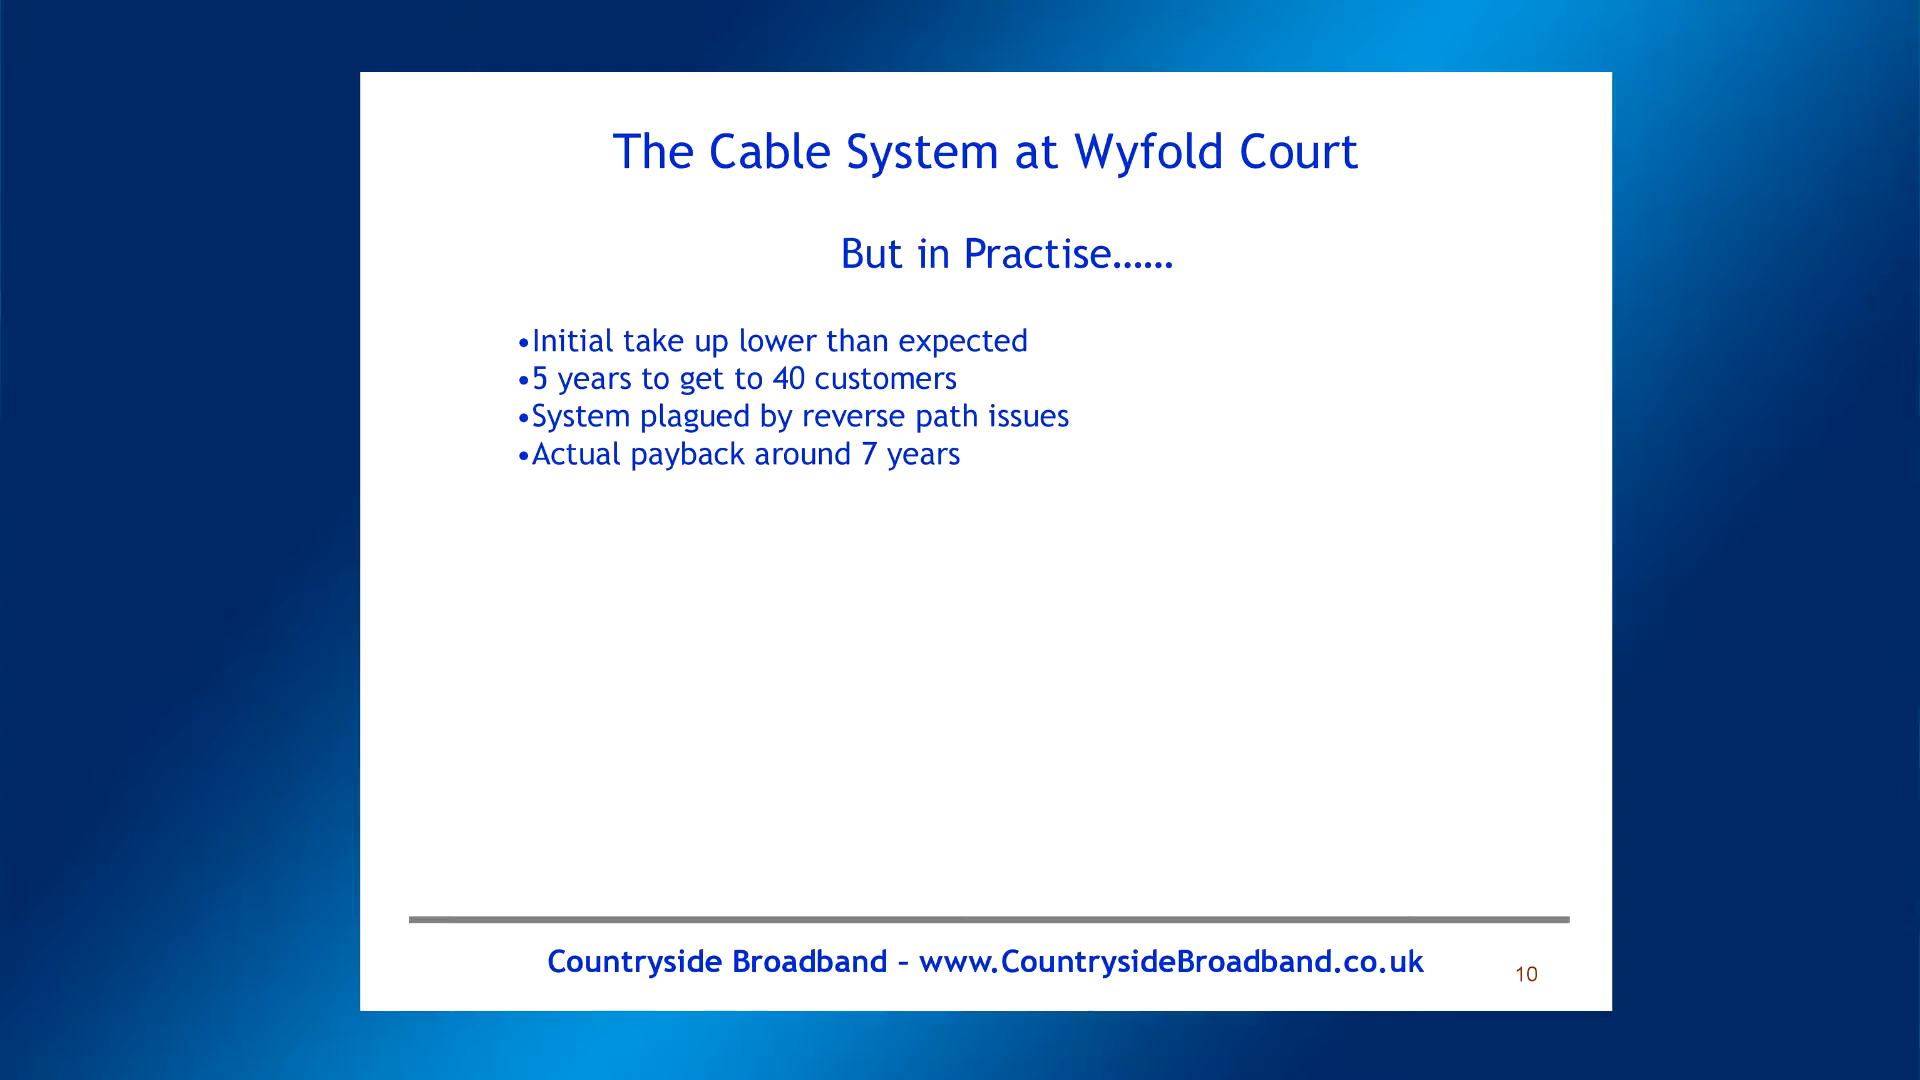 The Cable System at Wyfold Court
But in Practise......
•Initial take up lower than expected
•5 years to get to 40 customers
•System plagued by reverse path issues
•Actual payback around 7 years
Countryside Broadband – www.CountrysideBroadband.co.uk
10